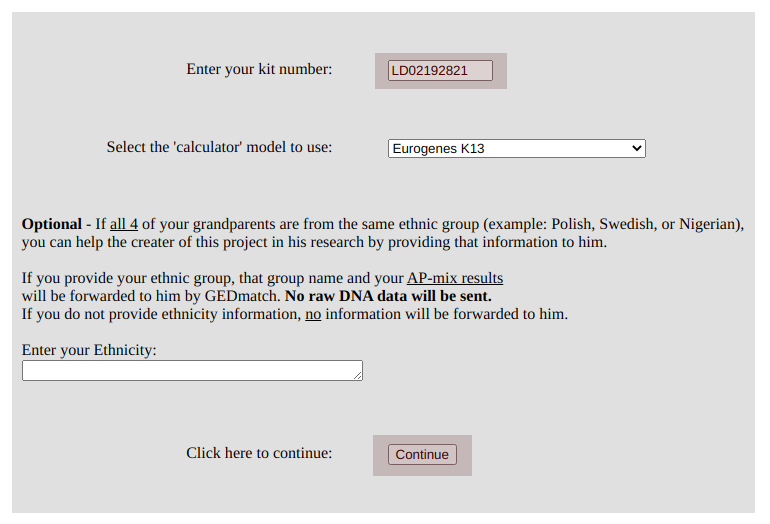 Enter your kit number: LD02192821
Select the 'calculator' model to use: Eurogenes K13
Optional - If all 4 of your grandparents are from the same ethnic group (example: Polish, Swedish, or Nigerian),
you can help the creater of this project in his research by providing that information to him.
If you provide your ethnic group, that group name and your AP-mix results
will be forwarded to him by GEDmatch. No raw DNA data will be sent.
If you do not provide ethnicity information, no information will be forwarded to him.
Enter your Ethnicity:
Click here to continue: Continue